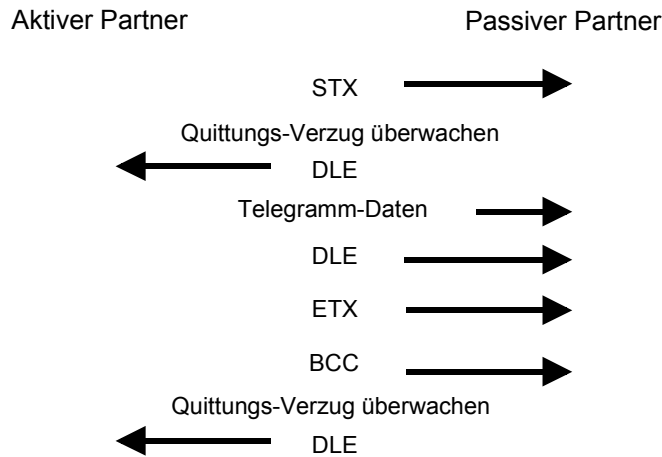 Aktiver Partner Passiver Partner
STX
Quittungs-Verzug überwachen
DLE
Telegramm-Daten
DLE
ETX
BCC
Quittungs-Verzug überwachen
DLE